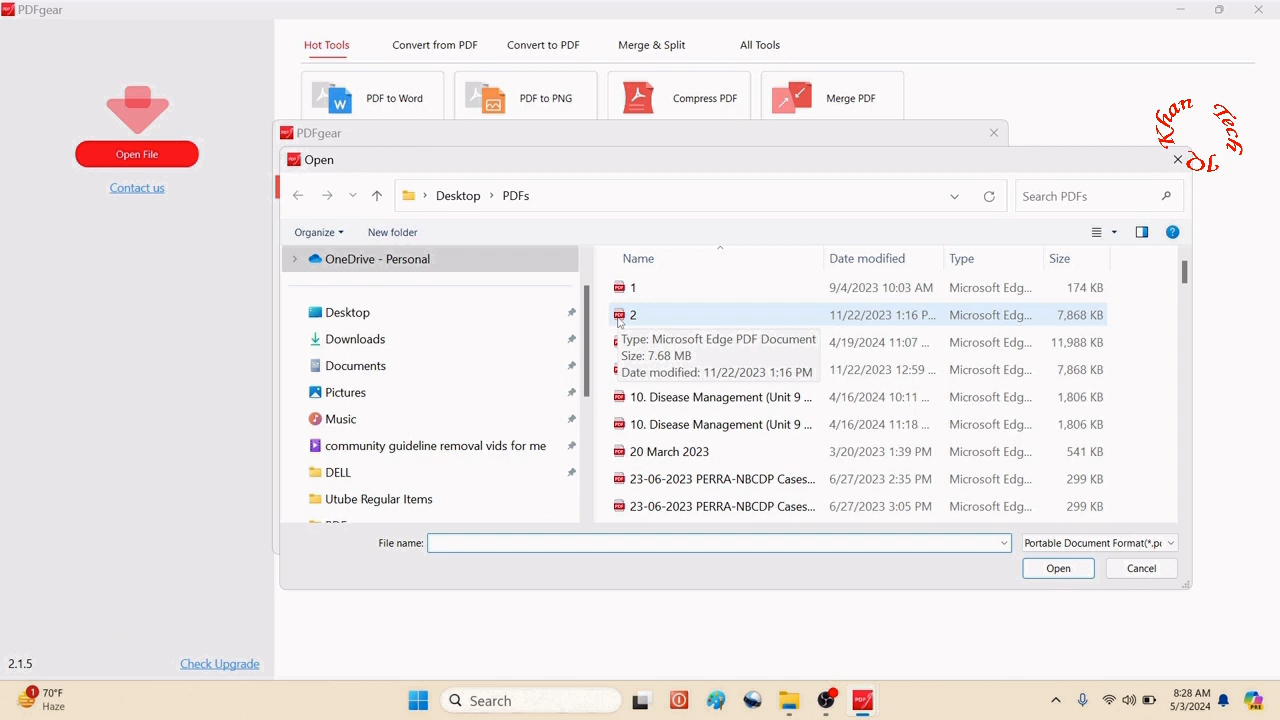 PDFgear
Hot Tools
Convert from PDF
Convert to PDF
Merge & Split
All Tools
PDF to Word
PDF to PNG
Compress PDF
Merge PDF
Khan Tech IQ
Open File
Contact us
PDFgear
Open
Desktop
PDFs
Search PDFs
Organize
New folder
OneDrive - Personal
Desktop
Downloads
Documents
Pictures
Music
community guideline removal vids for me
DELL
Utube Regular Items
Name Date modified Type Size
1 9/4/2023 10:03 AM Microsoft Edg... 174 KB
2 11/22/2023 1:16 P... Microsoft Edg... 7,868 KB
4/19/2024 11:07 ... Microsoft Edg... 11,988 KB
11/22/2023 12:59 ... Microsoft Edg... 7,868 KB
Type: Microsoft Edge PDF Document
Size: 7.68 MB
Date modified: 11/22/2023 1:16 PM
10. Disease Management (Unit 9 ... 4/16/2024 10:11 ... Microsoft Edg... 1,806 KB
10. Disease Management (Unit 9 ... 4/16/2024 11:18 ... Microsoft Edg... 1,806 KB
20 March 2023 3/20/2023 1:39 PM Microsoft Edg... 541 KB
23-06-2023 PERRA-NBCDP Cases... 6/27/2023 2:35 PM Microsoft Edg... 299 KB
23-06-2023 PERRA-NBCDP Cases... 6/27/2023 3:05 PM Microsoft Edg... 299 KB
File name:
Portable Document Format(*.pd
Open
Cancel
2.1.5
Check Upgrade
1
70°F
Haze
Search
8:28 AM
5/3/2024